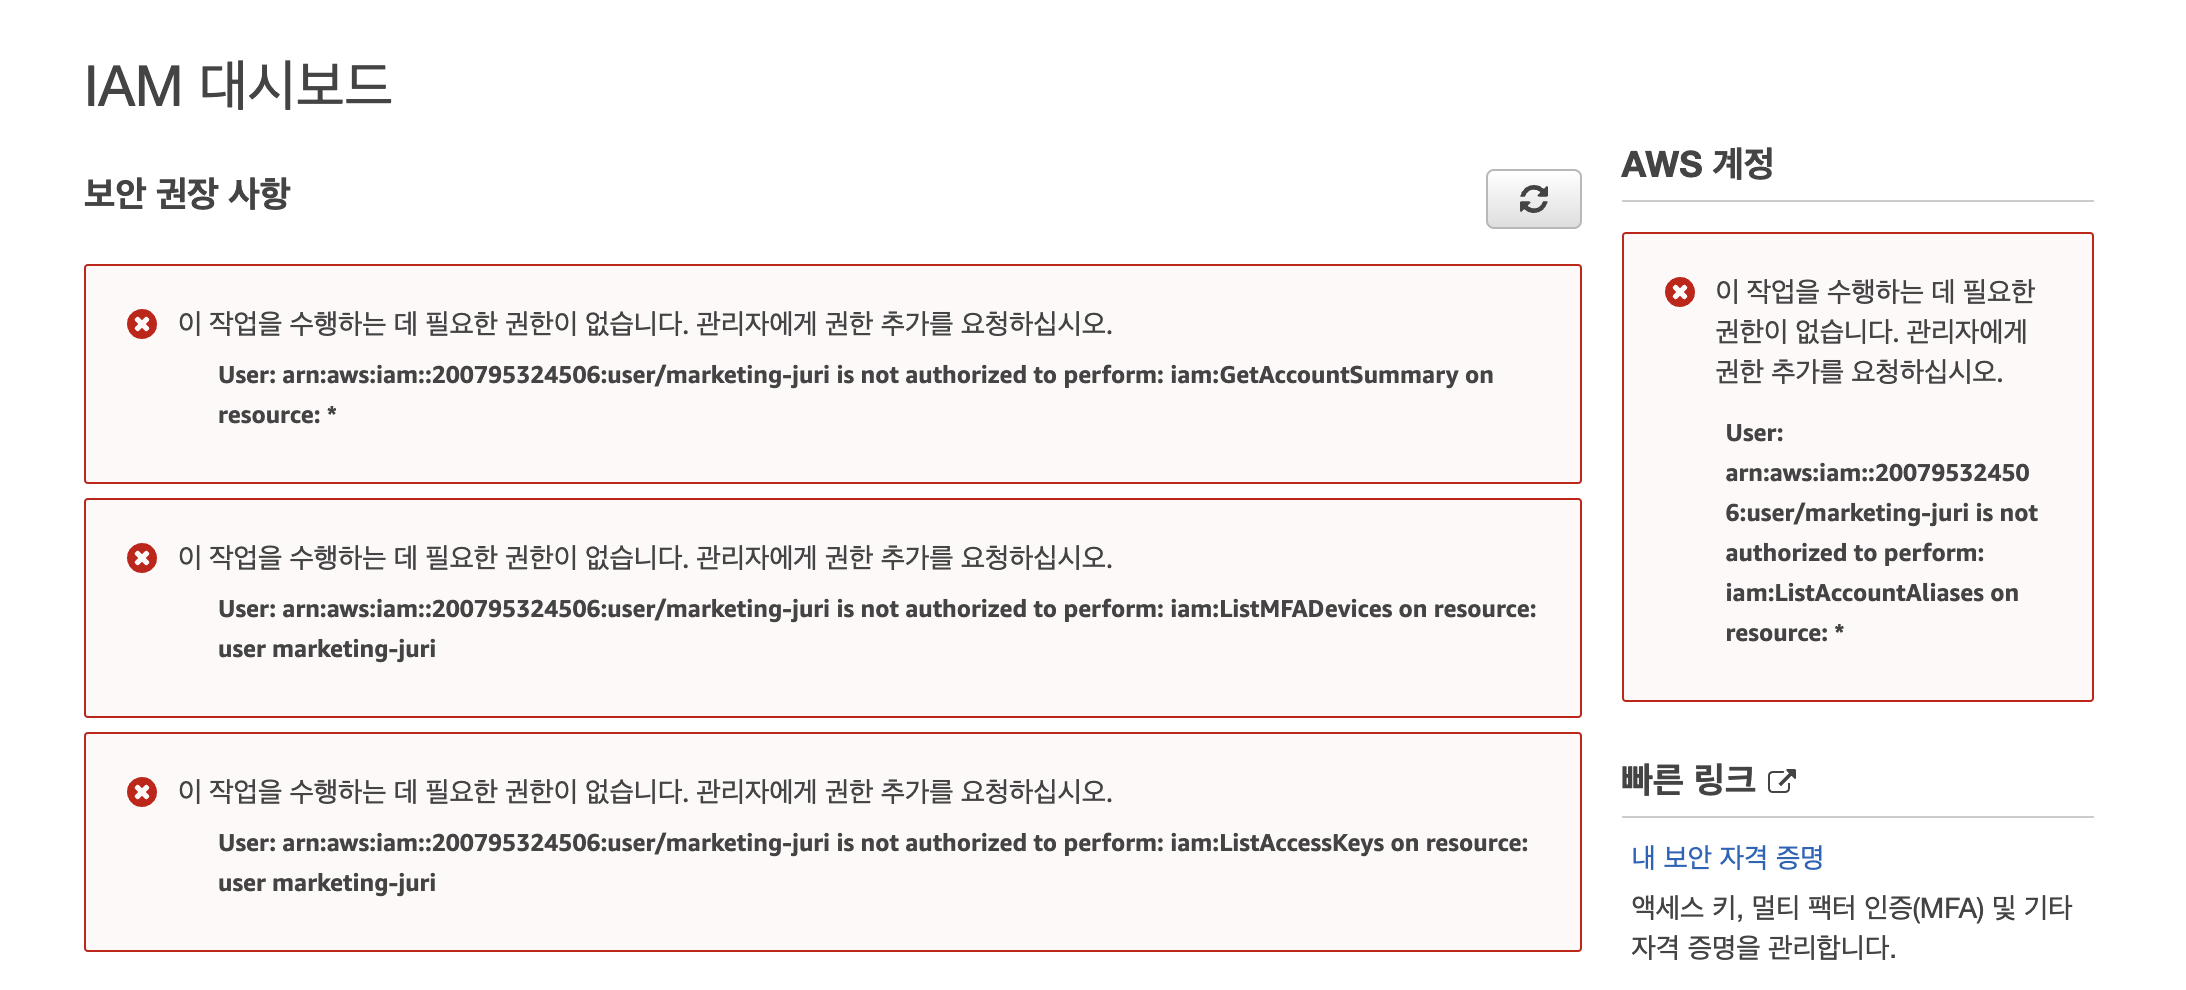 IAM 대시보드
보안 권장 사항
이 작업을 수행하는 데 필요한 권한이 없습니다. 관리자에게 권한 추가를 요청하십시오.
User: arn:aws:iam::200795324506:user/marketing-juri is not authorized to perform: iam:GetAccountSummary on
resource: *
이 작업을 수행하는 데 필요한 권한이 없습니다. 관리자에게 권한 추가를 요청하십시오.
User: arn:aws:iam::200795324506:user/marketing-juri is not authorized to perform: iam:ListMFADevices on resource:
user marketing-juri
이 작업을 수행하는 데 필요한 권한이 없습니다. 관리자에게 권한 추가를 요청하십시오.
User: arn:aws:iam::200795324506:user/marketing-juri is not authorized to perform: iam:ListAccessKeys on resource:
user marketing-juri
AWS 계정
이 작업을 수행하는 데 필요한
권한이 없습니다. 관리자에게
권한 추가를 요청하십시오.
User:
arn:aws:iam::20079532450
6:user/marketing-juri is not
authorized to perform:
iam:ListAccountAliases on
resource: *
빠른 링크
내 보안 자격 증명
액세스 키, 멀티 팩터 인증(MFA) 및 기타
자격 증명을 관리합니다.